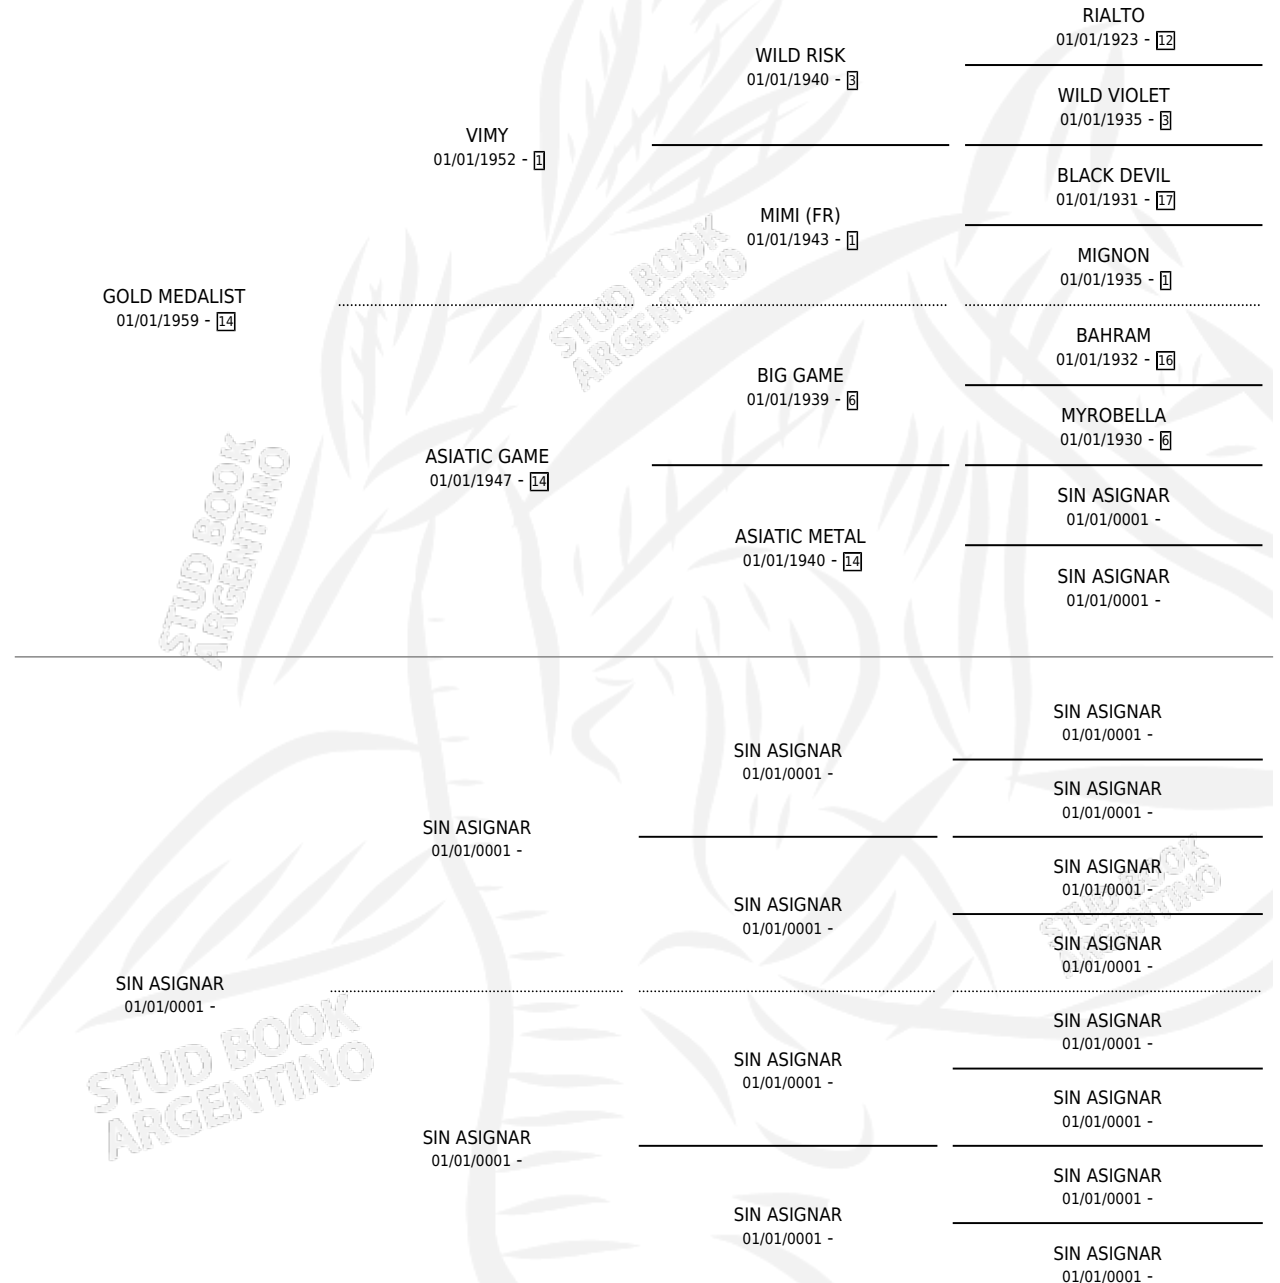 RIALTO
01/01/1923 - 12
WILD RISK
01/01/1940 - 3
WILD VIOLET
01/01/1935 - 3
VIMY
01/01/1952 - 1
BLACK DEVIL
01/01/1931 - 17
MIMI (FR)
01/01/1943 - 1
MIGNON
01/01/1935 - 1
GOLD MEDALIST
01/01/1959 - 14
BAHRAM
01/01/1932 - 16
BIG GAME
01/01/1939 - 6
MYROBELLA
01/01/1930 - 6
ASIATIC GAME
01/01/1947 - 14
SIN ASIGNAR
01/01/0001 -
ASIATIC METAL
01/01/1940 - 14
SIN ASIGNAR
01/01/0001 -
STUD BOOK
ARGENTINO
STUD BOOK
ARGENTINO
SIN ASIGNAR
01/01/0001 -
SIN ASIGNAR
01/01/0001 -
SIN ASIGNAR
01/01/0001 -
SIN ASIGNAR
01/01/0001 -
SIN ASIGNAR
01/01/0001 -
SIN ASIGNAR
01/01/0001 -
SIN ASIGNAR
01/01/0001 -
SIN ASIGNAR
01/01/0001 -
SIN ASIGNAR
01/01/0001 -
SIN ASIGNAR
01/01/0001 -
SIN ASIGNAR
01/01/0001 -
SIN ASIGNAR
01/01/0001 -
SIN ASIGNAR
01/01/0001 -
SIN ASIGNAR
01/01/0001 -
SIN ASIGNAR
01/01/0001 -
STUD BOOK
ARGENTINO
STUD BOOK
ARGENTINO